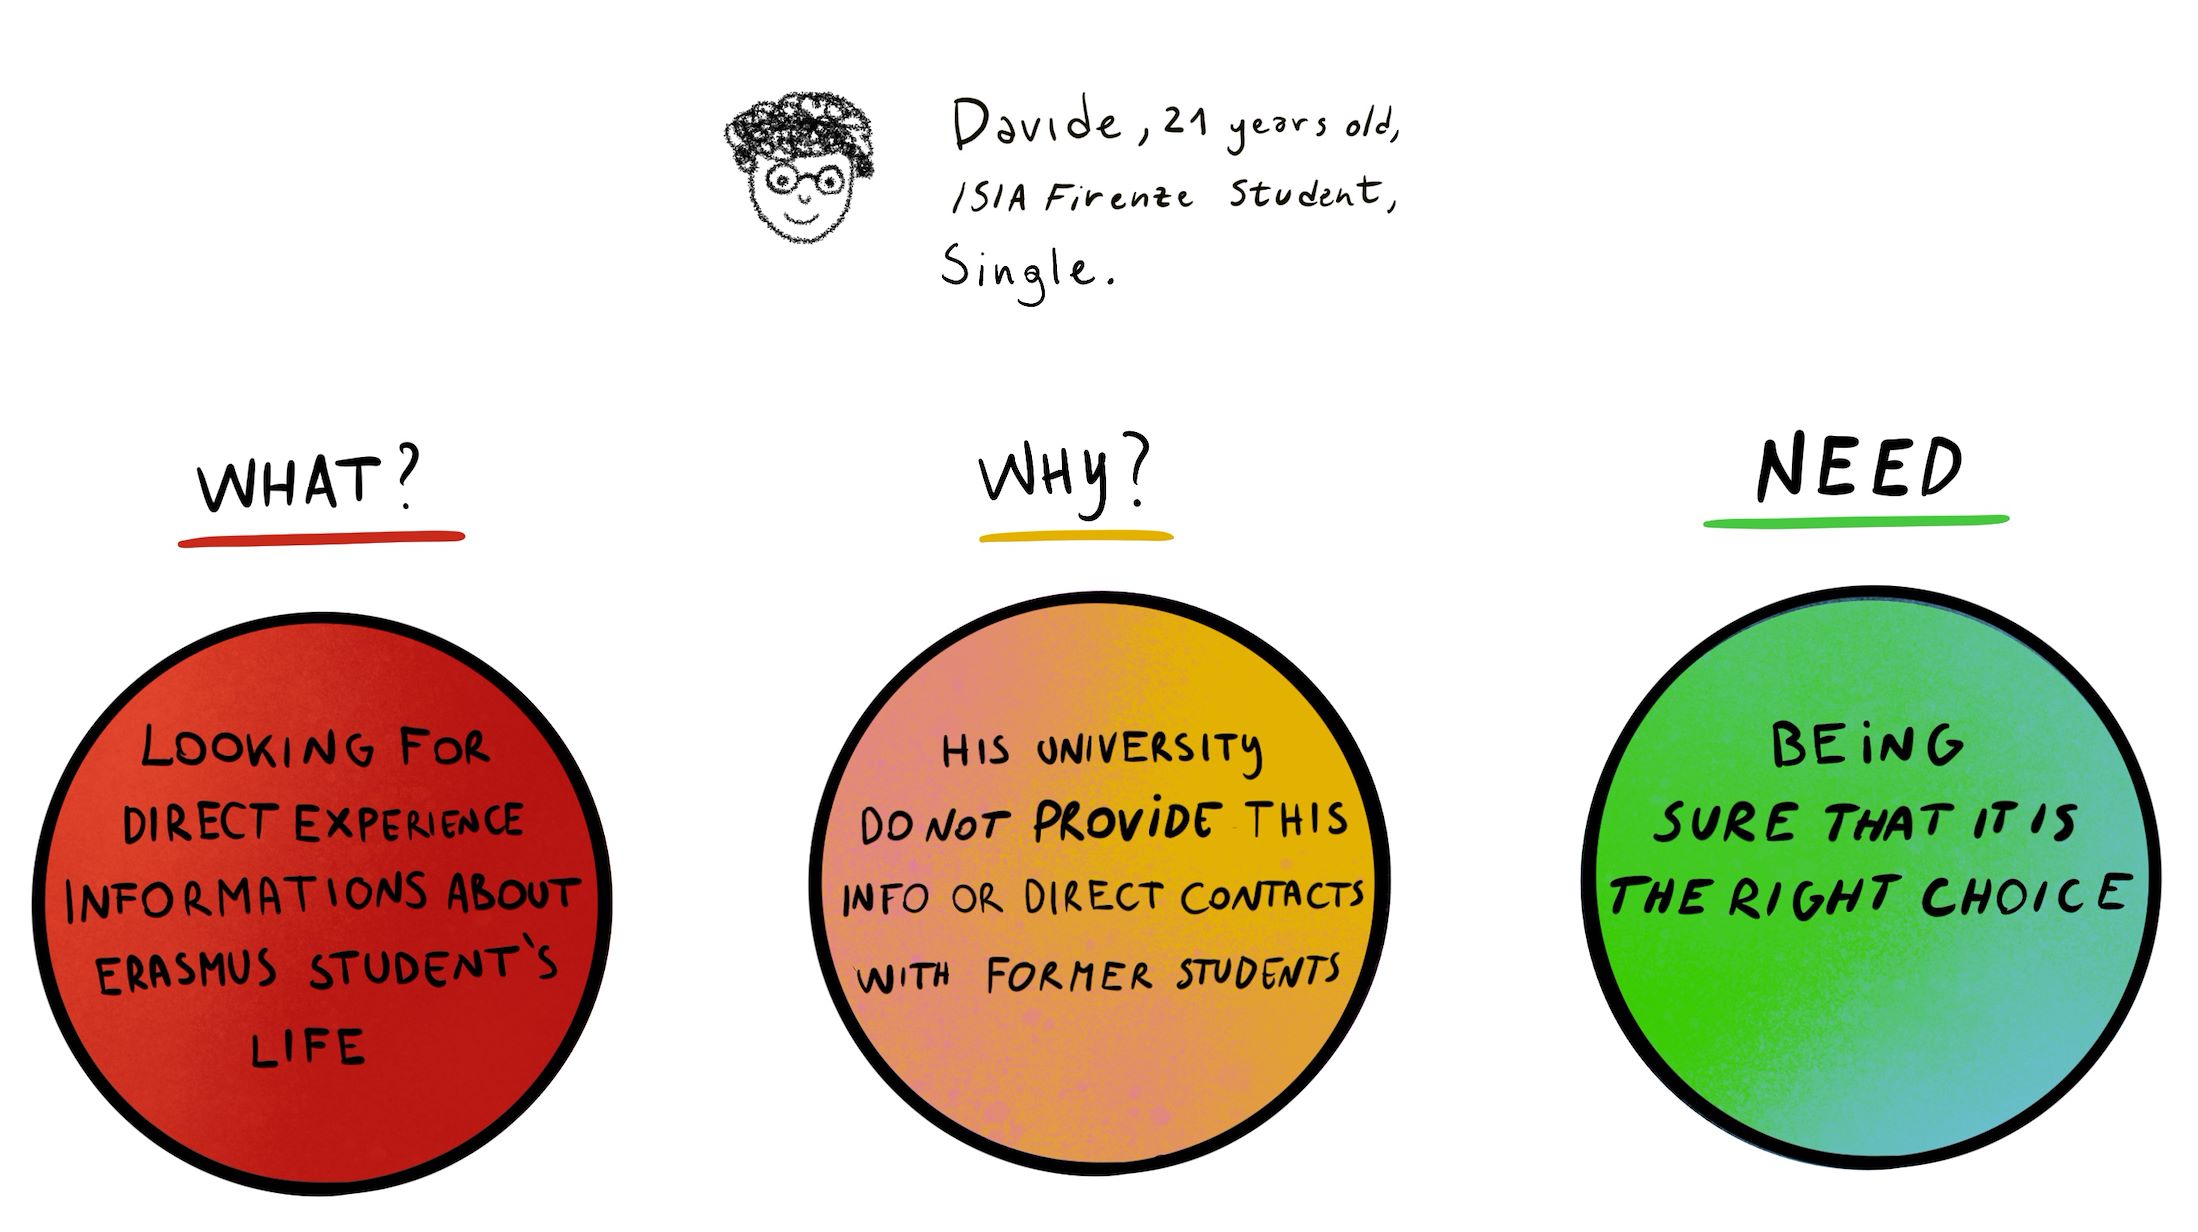 Davide, 21 years old,
ISIA Firenze Student,
Single.
WHAT?
WHY?
NEED
LOOKING FOR
DIRECT EXPERIENCE
INFORMATIONS ABOUT
ERASMUS STUDENT'S
LIFE
HIS UNIVERSITY
DO NOT PROVIDE THIS
INFO OR DIRECT CONTACTS
WITH FORMER STUDENTS
BEING
SURE THAT IT IS
THE RIGHT CHOICE